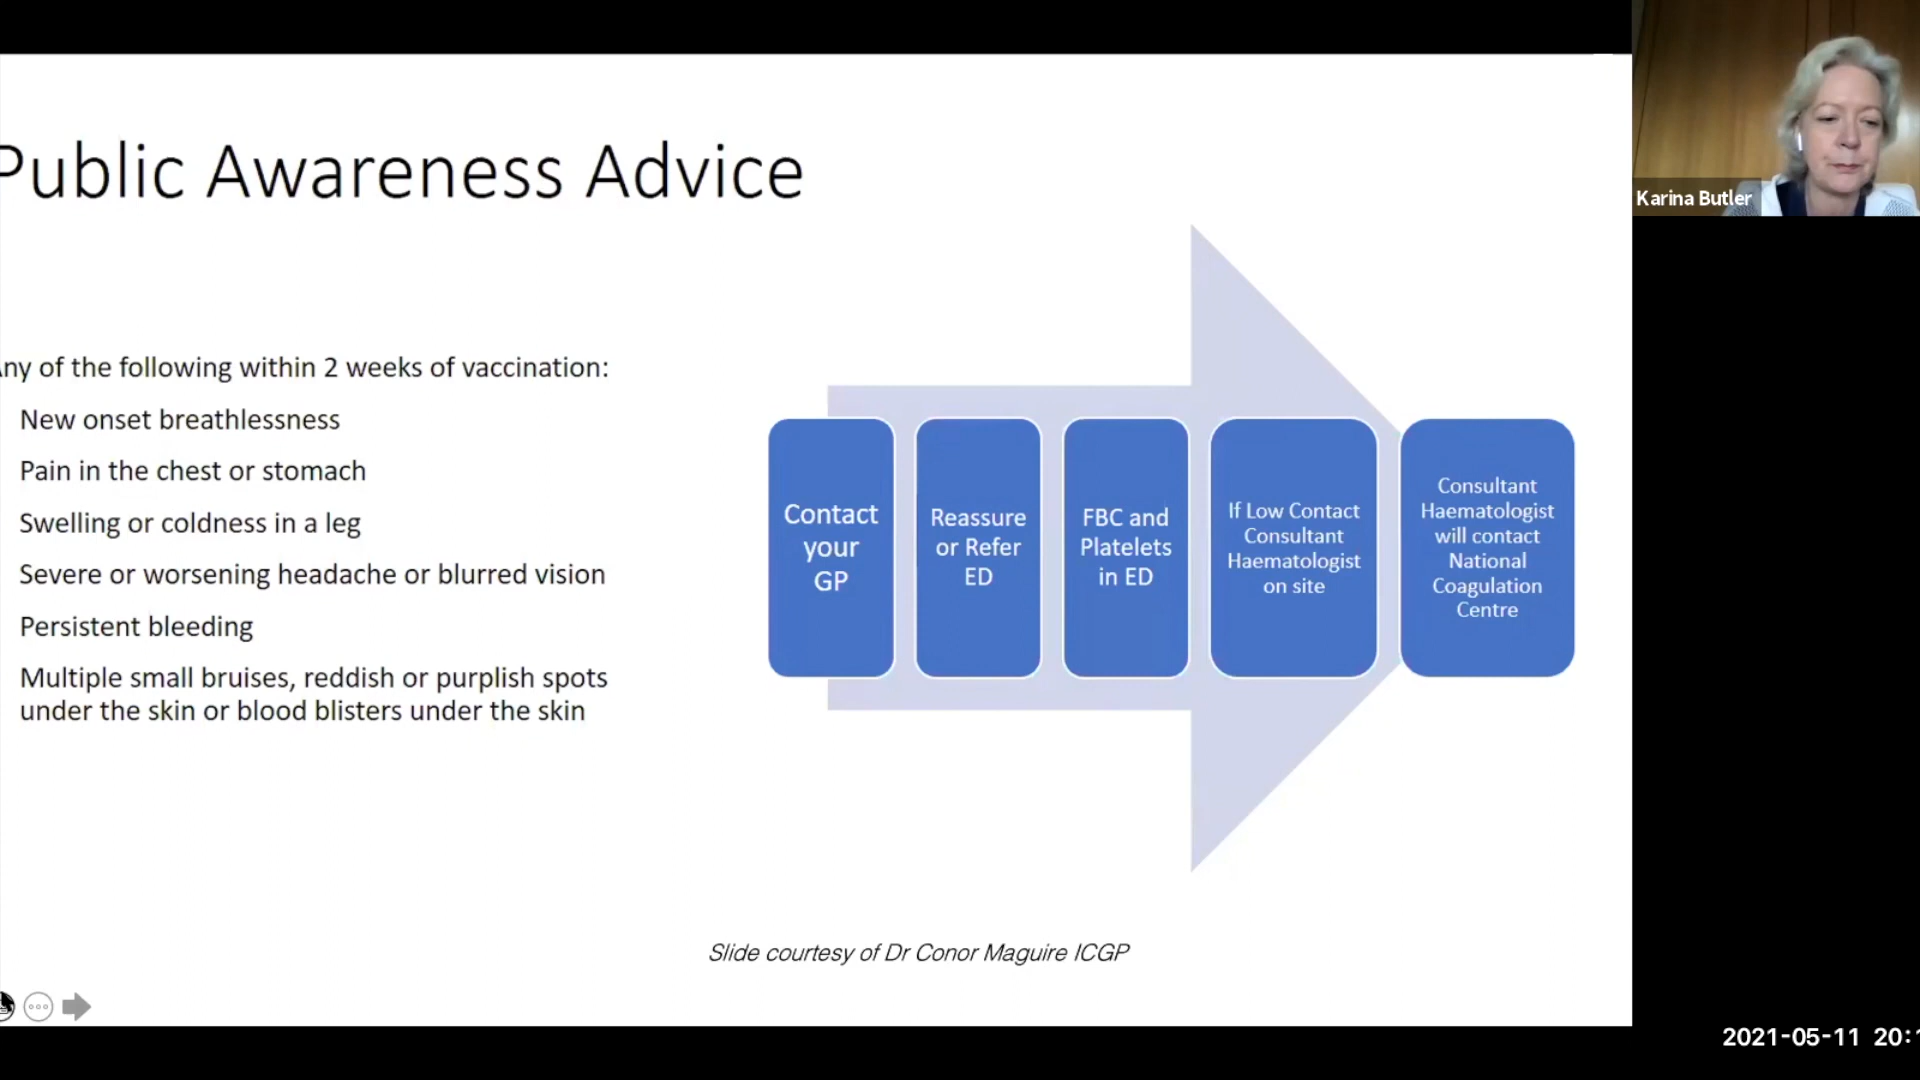 Public Awareness Advice
Karina Butler
ny of the following within 2 weeks of vaccination:
New onset breathlessness
Pain in the chest or stomach
Swelling or coldness in a leg
Severe or worsening headache or blurred vision
Persistent bleeding
Multiple small bruises, reddish or purplish spots
under the skin or blood blisters under the skin
Contact
your
GP
Reassure
or Refer
ED
FBC and
Platelets
in ED
If Low Contact
Consultant
Haematologist
on site
Consultant
Haematologist
will contact
National
Coagulation
Centre
Slide courtesy of Dr Conor Maguire ICGP
2021-05-11 20: